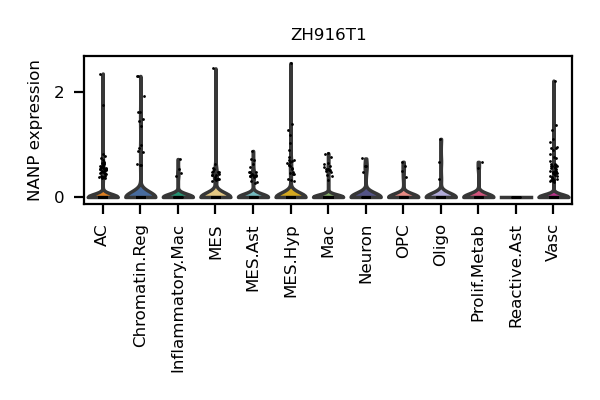 ZH916T1
NANP expression
2
0
AC
Chromatin.Reg
Inflammatory.Mac
MES
MES.Ast
MES.Hyp
Mac
Neuron
OPC
Oligo
Prolif.Metab
Reactive.Ast
Vasc